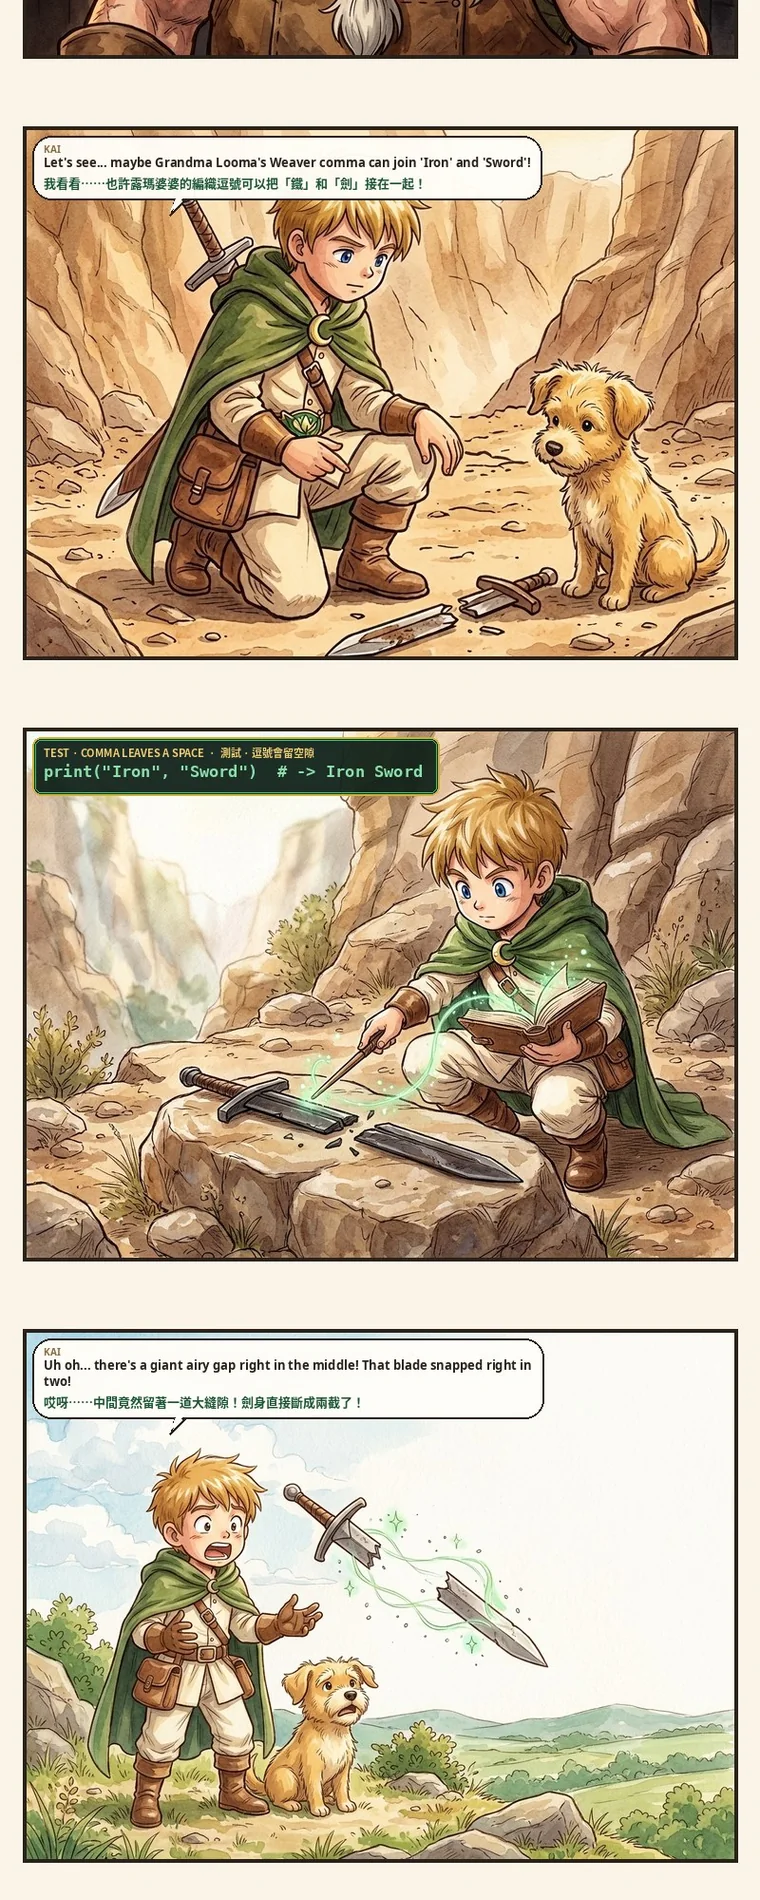 KAI
Let's see... maybe Grandma Looma's Weaver comma can join 'Iron' and 'Sword'!
我看看……也許露瑪婆婆的編織逗號可以把「鐵」和「劍」接在一起！
TEST · COMMA LEAVES A SPACE · 測試 · 逗號會留空隙
print("Iron", "Sword")  # -> Iron Sword
KAI
Uh oh... there's a giant airy gap right in the middle! That blade snapped right in
two!
哎呀……中間竟然留著一道大縫隙！劍身直接斷成兩截了！